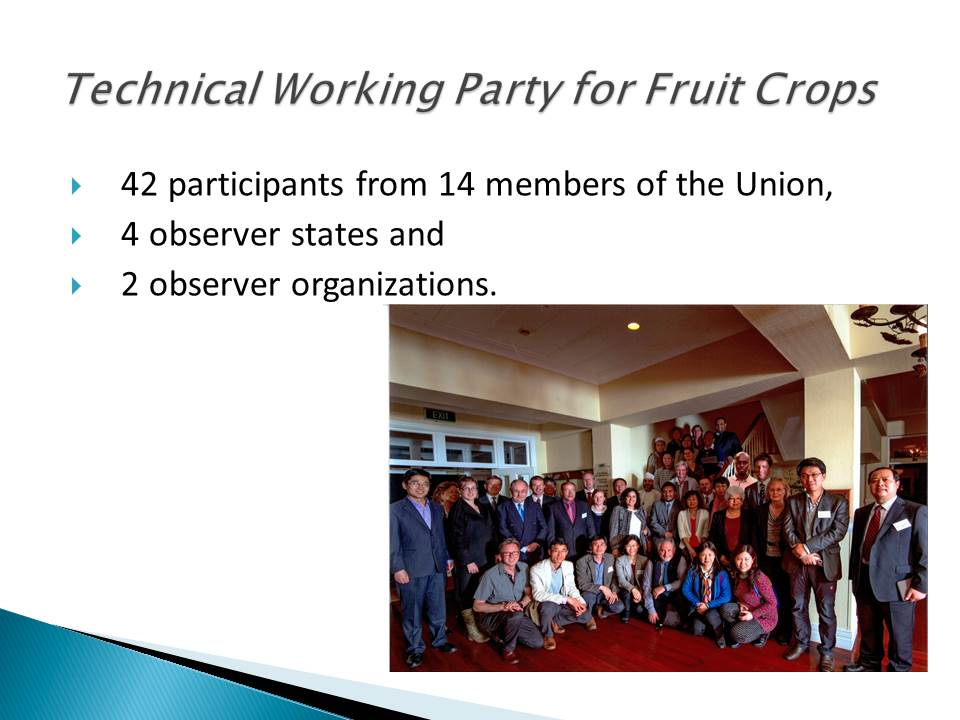 Technical Working Party for Fruit Crops
42 participants from 14 members of the Union,
4 observer states and
2 observer organizations.
EXIT